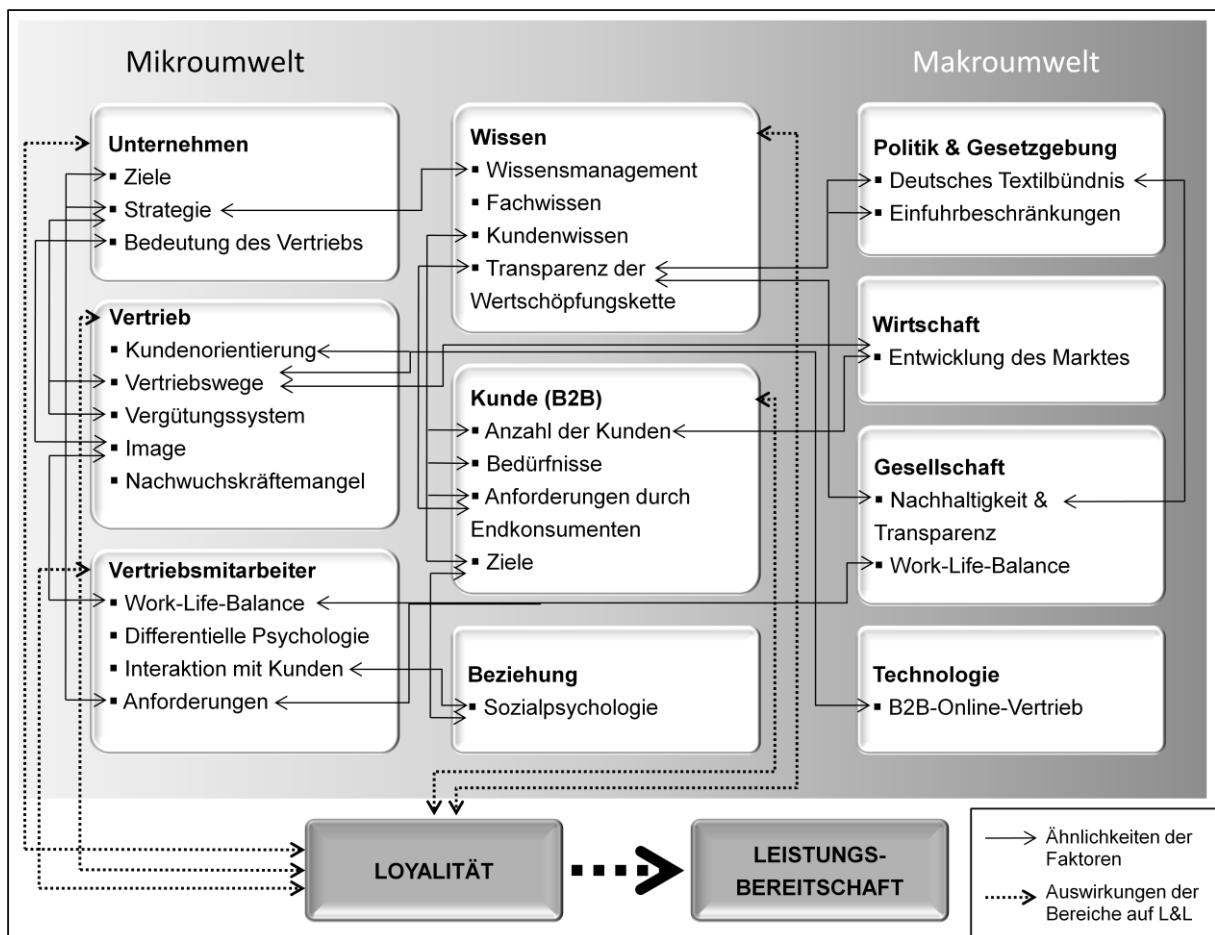 Mikroumwelt
Makroumwelt
Unternehmen
▪ Ziele
▪ Strategie
▪ Bedeutung des Vertriebs
Vertrieb
▪ Kundenorientierung
▪ Vertriebswege
▪ Vergütungssystem
▪ Image
▪ Nachwuchskräftemangel
Vertriebsmitarbeiter
▪ Work-Life-Balance
▪ Differentielle Psychologie
▪ Interaktion mit Kunden
▪ Anforderungen
Wissen
▪ Wissensmanagement
▪ Fachwissen
▪ Kundenwissen
▪ Transparenz der
Wertschöpfungskette
Kunde (B2B)
▪ Anzahl der Kunden
▪ Bedürfnisse
▪ Anforderungen durch
Endkonsumenten
▪ Ziele
Beziehung
▪ Sozialpsychologie
Politik & Gesetzgebung
▪ Deutsches Textilbündnis
▪ Einfuhrbeschränkungen
Wirtschaft
▪ Entwicklung des Marktes
Gesellschaft
▪ Nachhaltigkeit &
Transparenz
▪ Work-Life-Balance
Technologie
▪ B2B-Online-Vertrieb
LOYALITÄT
LEISTUNGS-
BEREITSCHAFT
Ähnlichkeiten der
Faktoren
Auswirkungen der
Bereiche auf L&L